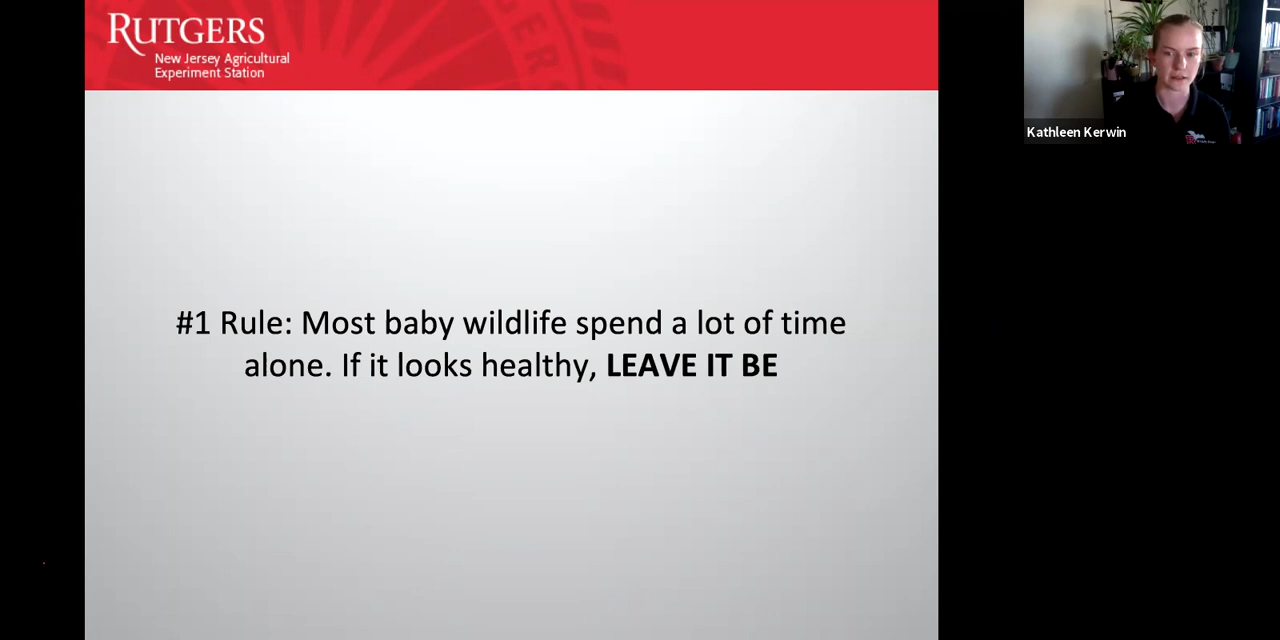 RUTGERS
New Jersey Agricultural
Experiment Station
Kathleen Kerwin
#1 Rule: Most baby wildlife spend a lot of time
alone. If it looks healthy, LEAVE IT BE